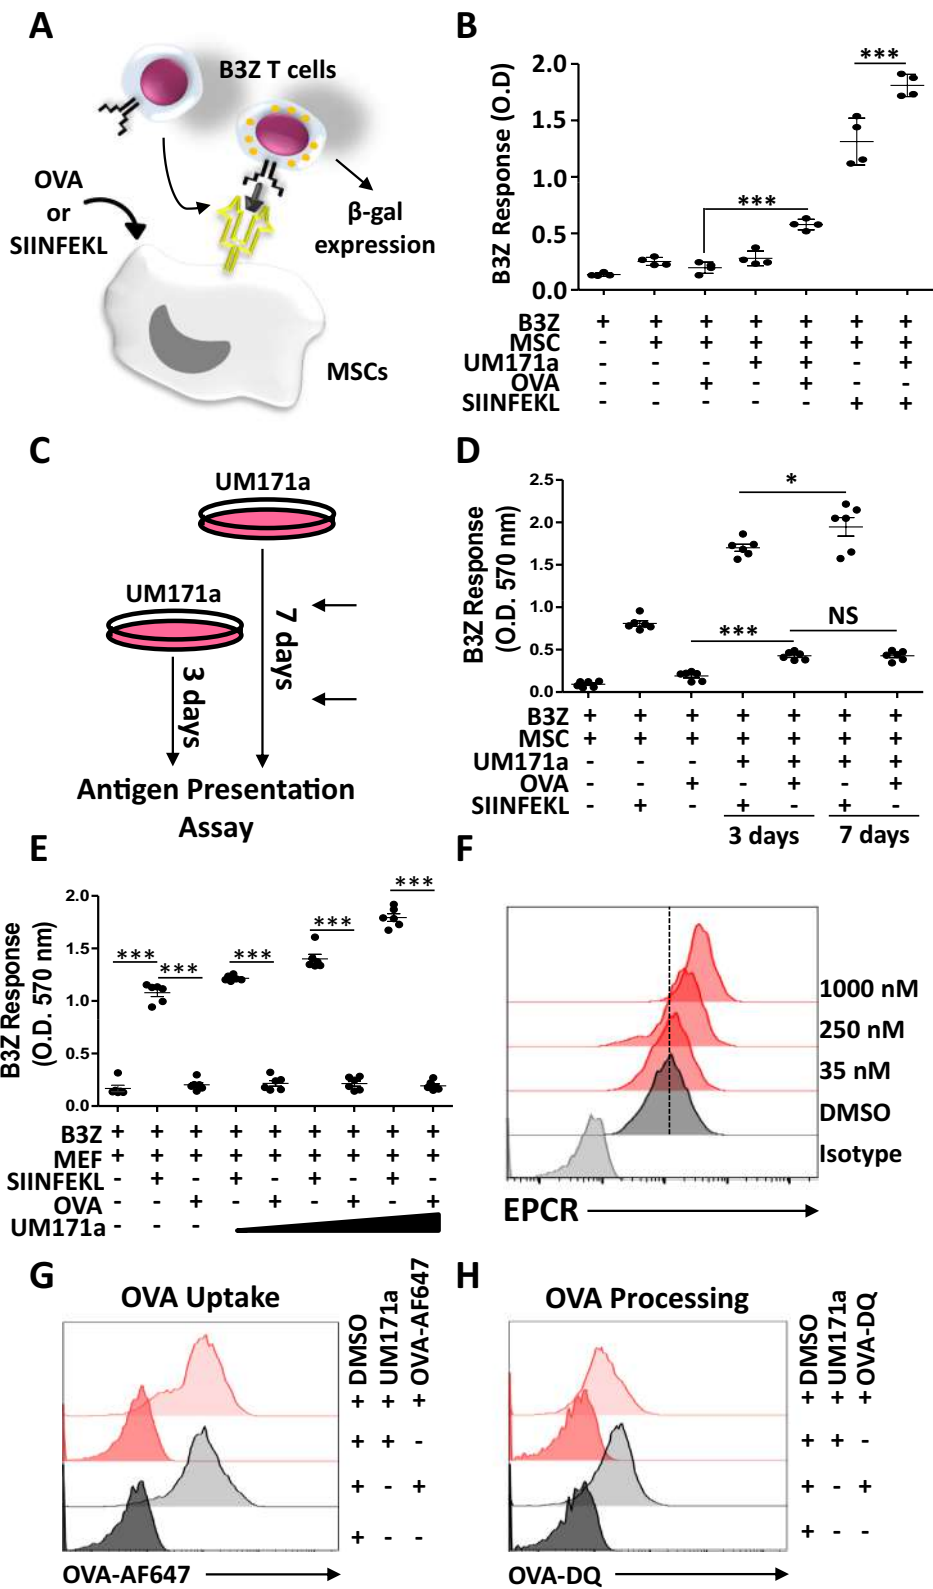 A
B3Z T cells
OVA
or
SIINFEKL
β-gal
expression
MSCs
B
B3Z Response (O.D)
2.0
1.5
1.0
0.5
0.0
***
***
B3Z + + + + + + +
MSC - + + + + + +
UM171a - - - + + - +
OVA - - + - + - -
SIINFEKL - - - - - + +
C
UM171a
UM171a
7 days
3 days
Antigen Presentation
Assay
D
B3Z Response
(O.D. 570 nm)
2.5
2.0
1.5
1.0
0.5
0.0
*
***
NS
B3Z + + + + + + +
MSC + + + + + + +
UM171a - - - + + + +
OVA - - + - + - +
SIINFEKL - + - + - + -
3 days 7 days
E
B3Z Response
(O.D. 570 nm)
2.0
1.5
1.0
0.5
0.0
***
***
***
***
***
B3Z + + + + + + + + +
MEF + + + + + + + + +
SIINFEKL - + - + - + - + -
OVA - - + - + - + - +
UM171a - - -
F
1000 nM
250 nM
35 nM
DMSO
Isotype
EPCR
G
OVA Uptake
DMSO
UM171a
OVA-AF647
+ + +
+ + -
+ - +
+ - -
OVA-AF647
H
OVA Processing
DMSO
UM171a
OVA-DQ
+ + +
+ + -
+ - +
+ - -
OVA-DQ